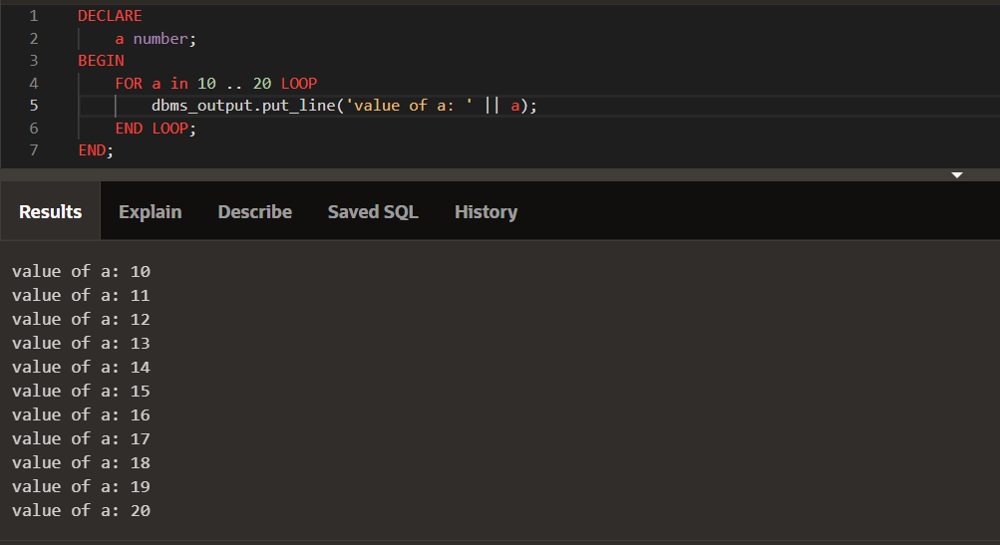 1 DECLARE
2 a number;
3 BEGIN
4 FOR a in 10 .. 20 LOOP
5 dbms_output.put_line('value of a: ' || a);
6 END LOOP;
7 END;
Results Explain Describe Saved SQL History
value of a: 10
value of a: 11
value of a: 12
value of a: 13
value of a: 14
value of a: 15
value of a: 16
value of a: 17
value of a: 18
value of a: 19
value of a: 20